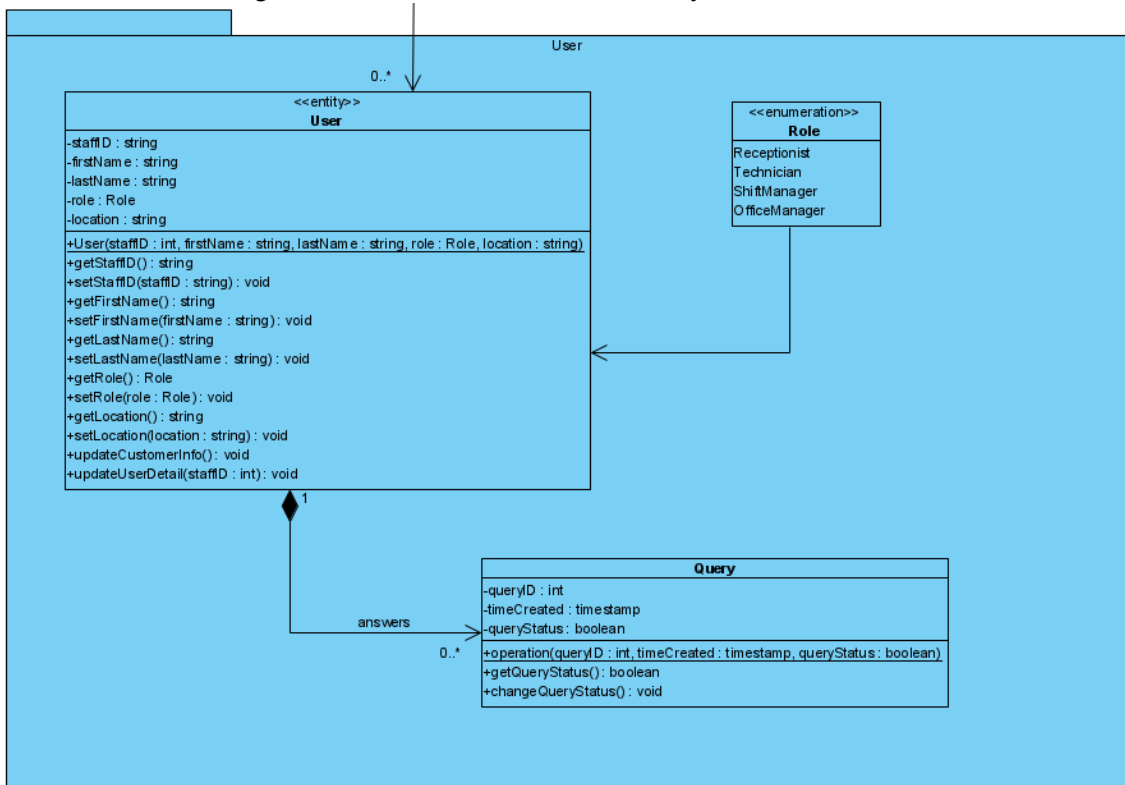 User
0..*
<<entity>>
User
-staffID : string
-firstName : string
-lastName : string
-role : Role
-location : string
+User(staffID : int, firstName : string, lastName : string, role : Role, location : string)
+getStaffID() : string
+setStaffID(staffID : string) : void
+getFirstName() : string
+setFirstName(firstName : string) : void
+getLastName() : string
+setLastName(lastName : string) : void
+getRole() : Role
+setRole(role : Role) : void
+getLocation() : string
+setLocation(location : string) : void
+updateCustomerInfo() : void
+updateUserDetail(staffID : int) : void
<<enumeration>>
Role
Receptionist
Technician
ShiftManager
OfficeManager
1
answers
0..*
Query
-queryID : int
-timeCreated : timestamp
-queryStatus : boolean
+operation(queryID : int, timeCreated : timestamp, queryStatus : boolean)
+getQueryStatus() : boolean
+changeQueryStatus() : void